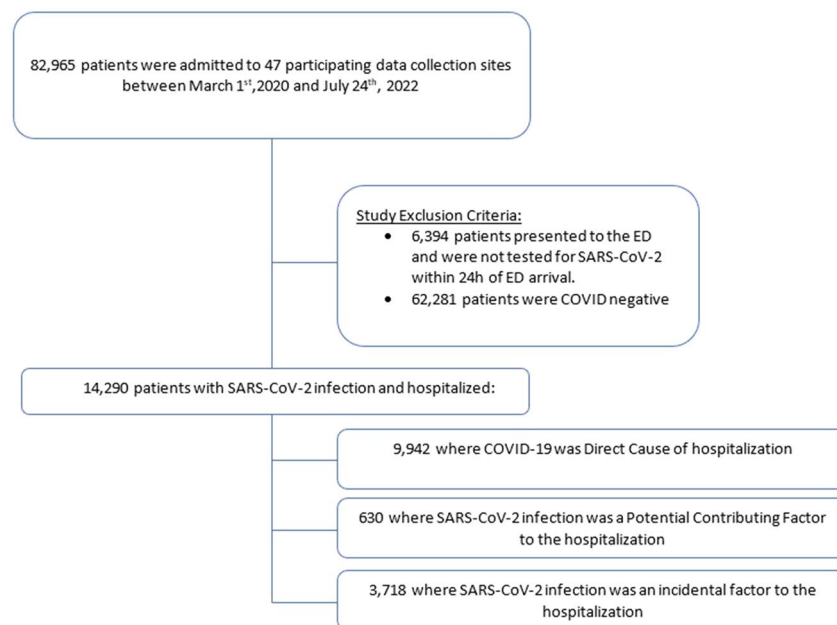 82,965 patients were admitted to 47 participating data collection sites
between March 1st,2020 and July 24th, 2022
Study Exclusion Criteria:
• 6,394 patients presented to the ED
and were not tested for SARS-CoV-2
within 24h of ED arrival.
• 62,281 patients were COVID negative
14,290 patients with SARS-CoV-2 infection and hospitalized:
9,942 where COVID-19 was Direct Cause of hospitalization
630 where SARS-CoV-2 infection was a Potential Contributing Factor
to the hospitalization
3,718 where SARS-CoV-2 infection was an incidental factor to the
hospitalization